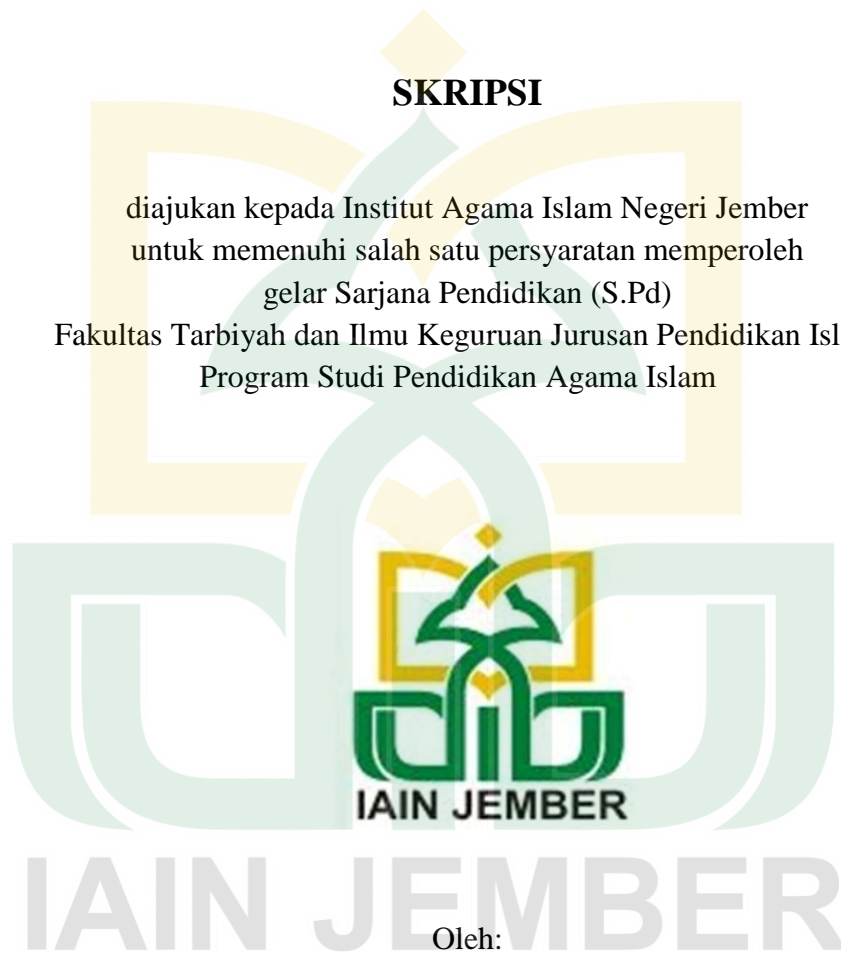 SKRIPSI
diajukan kepada Institut Agama Islam Negeri Jember
untuk memenuhi salah satu persyaratan memperoleh
gelar Sarjana Pendidikan (S.Pd)
Fakultas Tarbiyah dan Ilmu Keguruan Jurusan Pendidikan Isl
Program Studi Pendidikan Agama Islam
IAIN JEMBER
IAIN JEMBER
Oleh: